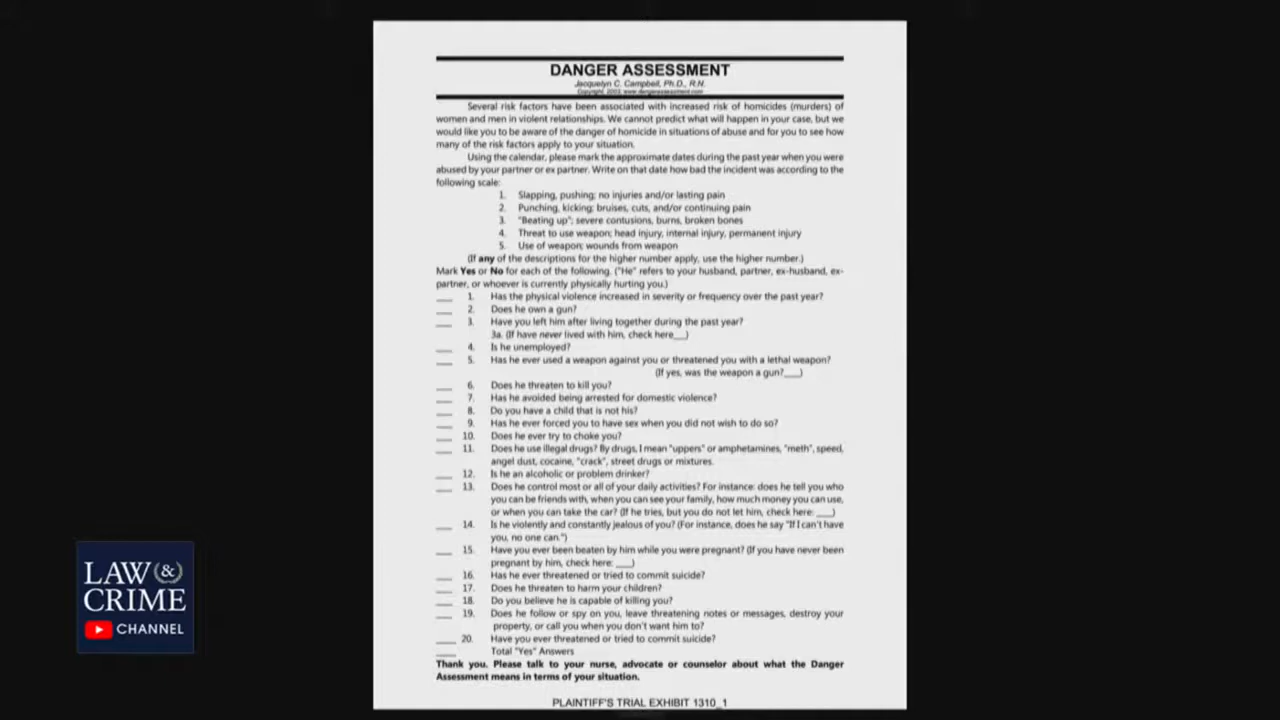 DANGER ASSESSMENT
Jacquelyn C. Campbell, Ph.D., R.N.
Copyright, 2003; www.dangerassessment.com
Several risk factors have been associated with increased risk of homicides (murders) of
women and men in violent relationships. We cannot predict what will happen in your case, but we
would like you to be aware of the danger of homicide in situations of abuse and for you to see how
many of the risk factors apply to your situation.
Using the calendar, please mark the approximate dates during the past year when you were
abused by your partner or ex partner. Write on that date how bad the incident was according to the
following scale:
1. Slapping, pushing; no injuries and/or lasting pain
2. Punching, kicking; bruises, cuts, and/or continuing pain
3. "Beating up"; severe contusions, burns, broken bones
4. Threat to use weapon; head injury, internal injury, permanent injury
5. Use of weapon; wounds from weapon
(If any of the descriptions for the higher number apply, use the higher number.)
Mark Yes or No for each of the following. ("He" refers to your husband, partner, ex-husband, ex-
partner, or whoever is currently physically hurting you.)
____ 1. Has the physical violence increased in severity or frequency over the past year?
____ 2. Does he own a gun?
____ 3. Have you left him after living together during the past year?
3a. (If have never lived with him, check here___)
____ 4. Is he unemployed?
____ 5. Has he ever used a weapon against you or threatened you with a lethal weapon?
(If yes, was the weapon a gun?____)
____ 6. Does he threaten to kill you?
____ 7. Has he avoided being arrested for domestic violence?
____ 8. Do you have a child that is not his?
____ 9. Has he ever forced you to have sex when you did not wish to do so?
____ 10. Does he ever try to choke you?
____ 11. Does he use illegal drugs? By drugs, I mean "uppers" or amphetamines, "meth", speed,
angel dust, cocaine, "crack", street drugs or mixtures.
____ 12. Is he an alcoholic or problem drinker?
____ 13. Does he control most or all of your daily activities? For instance: does he tell you who
you can be friends with, when you can see your family, how much money you can use,
or when you can take the car? (If he tries, but you do not let him, check here: ____)
____ 14. Is he violently and constantly jealous of you? (For instance, does he say "If I can't have
you, no one can.")
____ 15. Have you ever been beaten by him while you were pregnant? (If you have never been
pregnant by him, check here: ____)
____ 16. Has he ever threatened or tried to commit suicide?
____ 17. Does he threaten to harm your children?
____ 18. Do you believe he is capable of killing you?
____ 19. Does he follow or spy on you, leave threatening notes or messages, destroy your
property, or call you when you don't want him to?
____ 20. Have you ever threatened or tried to commit suicide?
____ Total "Yes" Answers
Thank you. Please talk to your nurse, advocate or counselor about what the Danger
Assessment means in terms of your situation.
PLAINTIFF'S TRIAL EXHIBIT 1310_1
LAW &
CRIME
CHANNEL